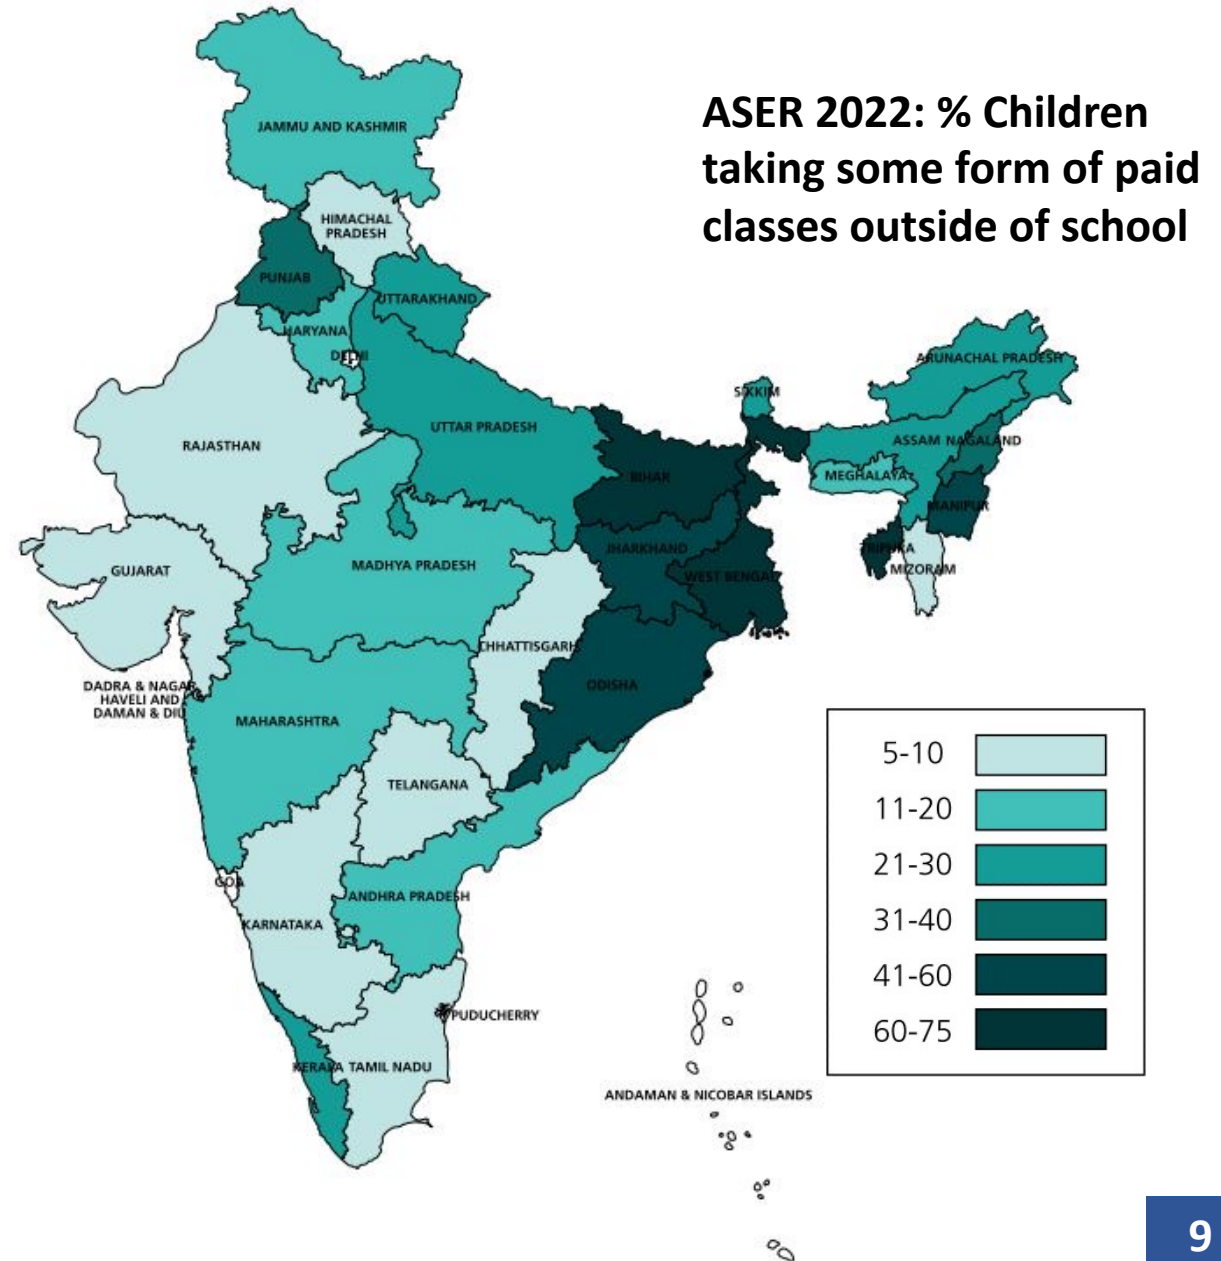 ASER 2022: % Children
taking some form of paid
classes outside of school
JAMMU AND KASHMIR
HIMACHAL
PRADESH
PUNJAB
UTTARAKHAND
HARYANA
DELHI
ARUNACHAL PRADESH
SIKKIM
UTTAR PRADESH
RAJASTHAN
ASSAM
NAGALAND
BIHAR
MEGHALAYA
MANIPUR
JHARKHAND
TRIPURA
MADHYA PRADESH
GUJARAT
WEST BENGAL
MIZORAM
CHHATTISGARH
ODISHA
DADRA & NAGAR
HAVELI AND
DAMAN & DIU
MAHARASHTRA
TELANGANA
GOA
ANDHRA PRADESH
KARNATAKA
PUDUCHERRY
KERALA
TAMIL NADU
ANDAMAN & NICOBAR ISLANDS
5-10
11-20
21-30
31-40
41-60
60-75
9